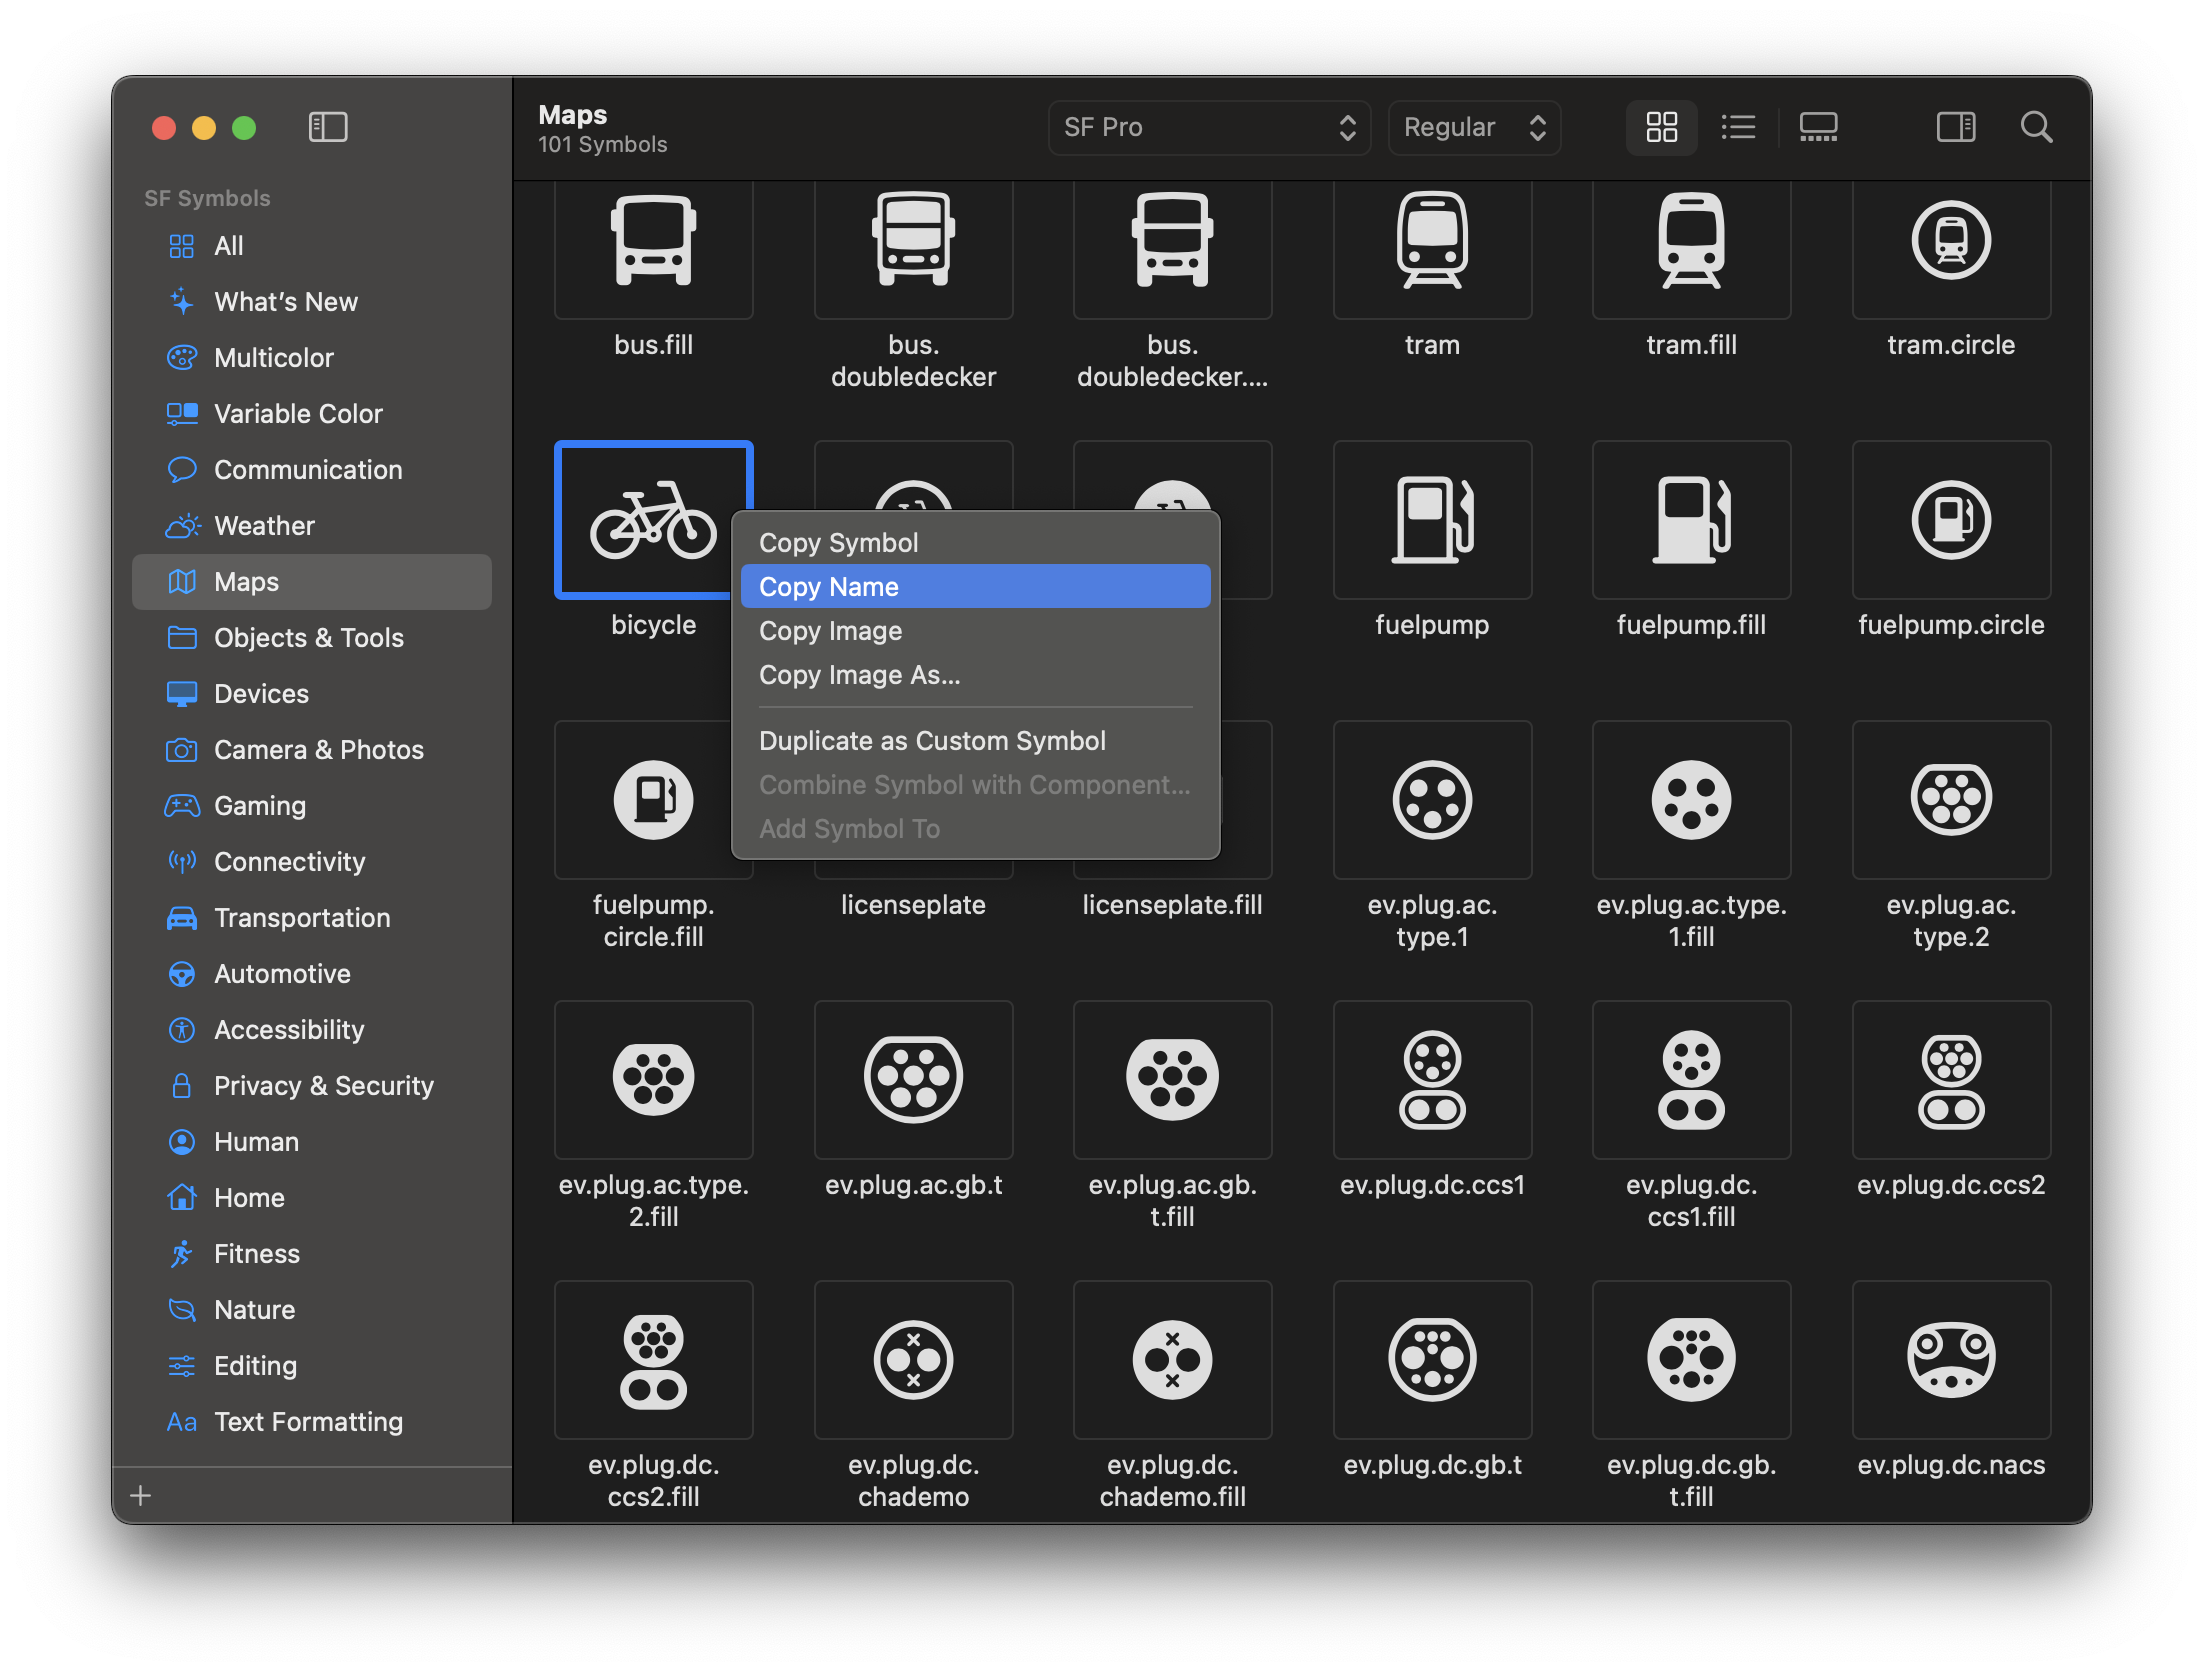 Maps
101 Symbols
SF Pro
Regular
SF Symbols
All
What's New
Multicolor
Variable Color
Communication
Weather
Maps
Objects & Tools
Devices
Camera & Photos
Gaming
Connectivity
Transportation
Automotive
Accessibility
Privacy & Security
Human
Home
Fitness
Nature
Editing
Aa Text Formatting
bus.fill
bus.
doubledecker
bus.
doubledecker....
tram
tram.fill
tram.circle
bicycle
Copy Symbol
Copy Name
Copy Image
Copy Image As...
Duplicate as Custom Symbol
Combine Symbol with Component...
Add Symbol To
fuelpump
fuelpump.fill
fuelpump.circle
fuelpump.
circle.fill
licenseplate
licenseplate.fill
ev.plug.ac.
type.1
ev.plug.ac.type.
1.fill
ev.plug.ac.
type.2
ev.plug.ac.type.
2.fill
ev.plug.ac.gb.t
ev.plug.ac.gb.
t.fill
ev.plug.dc.ccs1
ev.plug.dc.
ccs1.fill
ev.plug.dc.ccs2
ev.plug.dc.
ccs2.fill
ev.plug.dc.
chademo
ev.plug.dc.
chademo.fill
ev.plug.dc.gb.t
ev.plug.dc.gb.
t.fill
ev.plug.dc.nacs